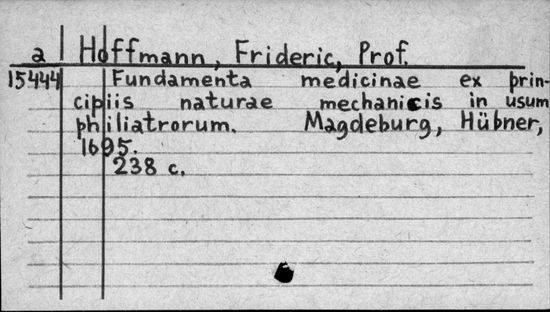 a Hoffmann, Frideric, Prof.
15444 Fundamenta medicinae ex prin-
cipiis naturae mechanicis in usum
philiatrorum. Magdeburg, Hübner,
1695.
238 c.